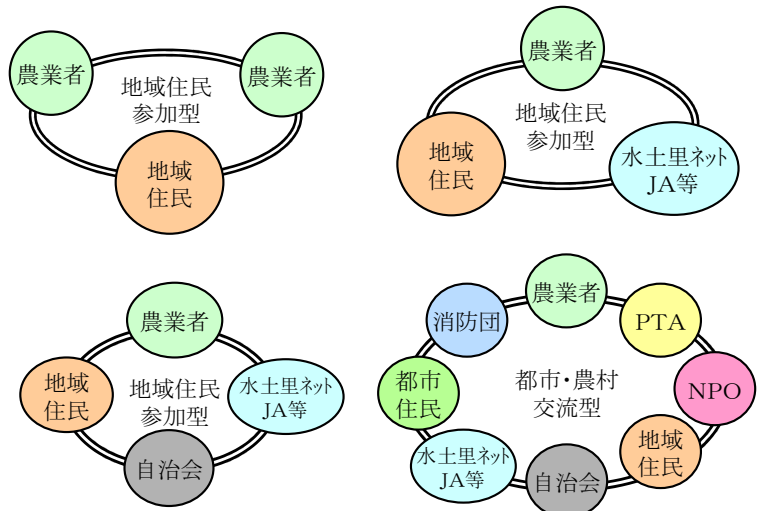 農業者
農業者
地域住民
参加型
地域
住民
農業者
地域住民
参加型
地域
住民
水土里ネット
JA等
農業者
地域
住民
地域住民
参加型
水土里ネット
JA等
自治会
農業者
消防団
PTA
都市
住民
都市・農村
交流型
NPO
地域
住民
水土里ネット
JA等
自治会